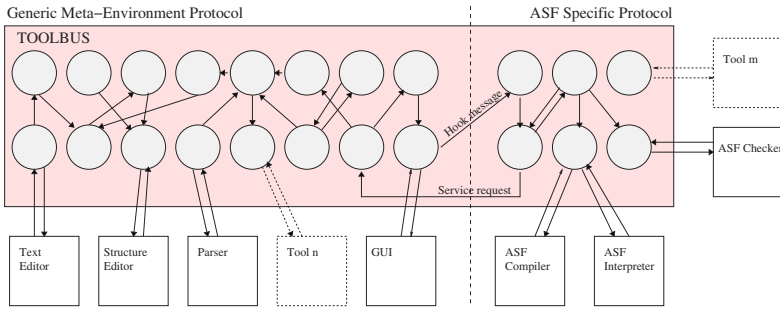 Generic Meta−Environment Protocol
ASF Specific Protocol
TOOLBUS
Tool m
Hook message
ASF Checker
Service request
Text
Editor
Structure
Editor
Parser
Tool n
GUI
ASF
Compiler
ASF
Interpreter